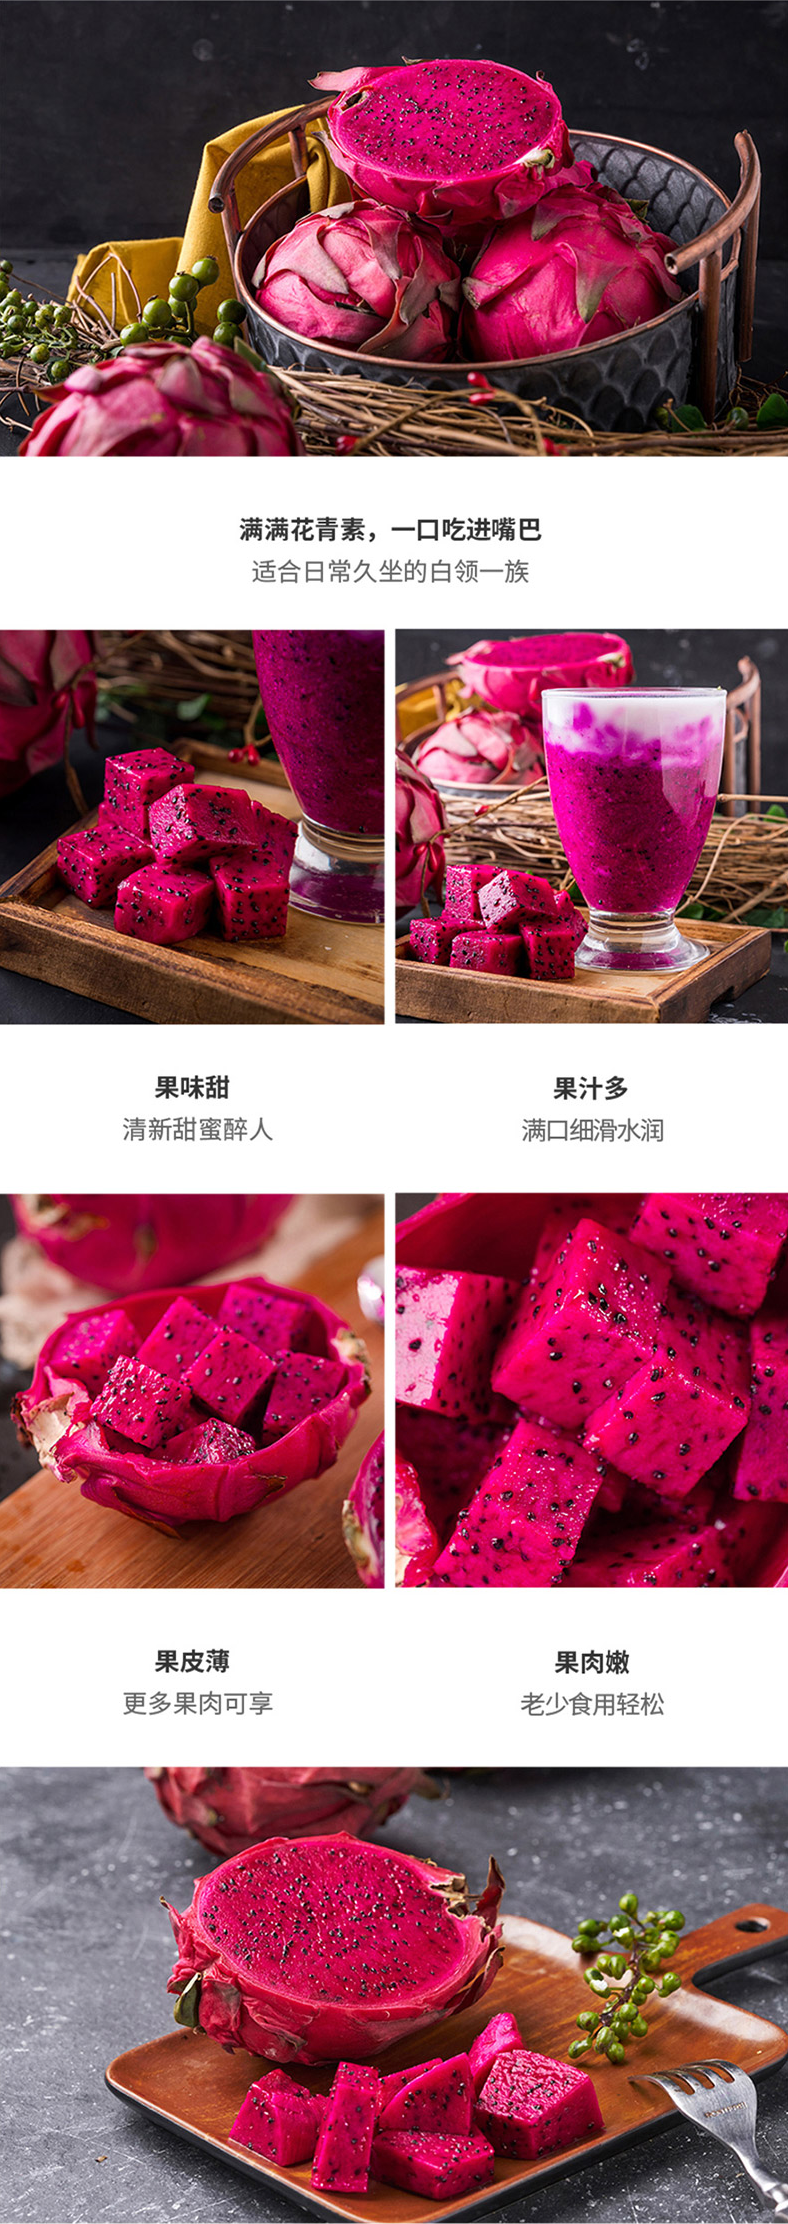 满满花青素，一口吃进嘴巴
适合日常久坐的白领一族
果味甜
清新甜蜜醉人
果汁多
满口细滑水润
果皮薄
更多果肉可享
果肉嫩
老少食用轻松